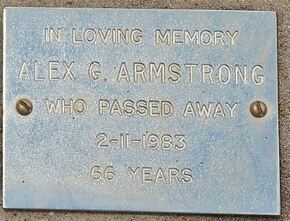 IN LOVING MEMORY
ALEX G. ARMSTRONG
WHO PASSED AWAY
2-11-1983
66 YEARS